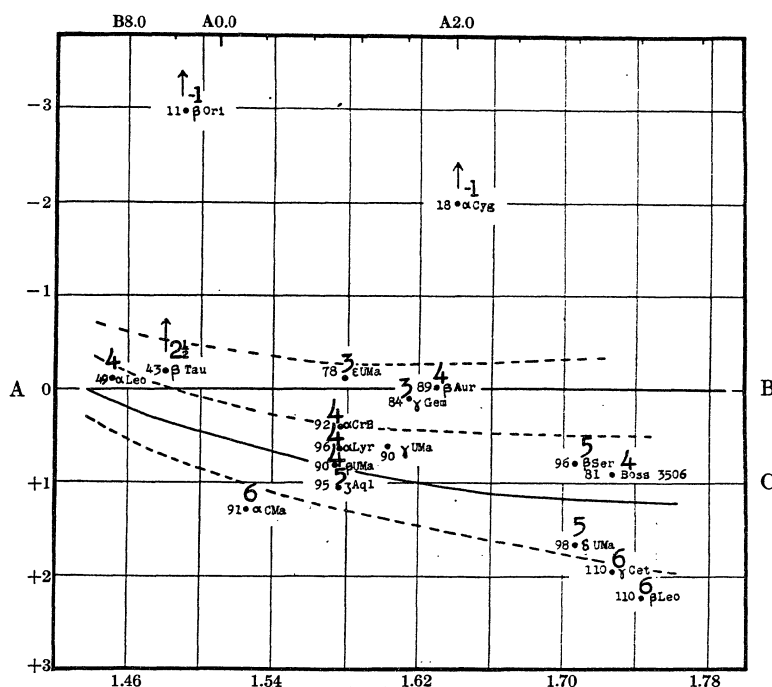 B8.0 A0.0 A2.0
-3
↑-1
11 β Ori
-2
↑-1
18 α Cyg
-1
↑ 2½
43 β Tau
4
49 α Leo
3
78 ε UMa
4
89 β Aur
3
84 γ Gem
A 0 B
4
92 α CrB
4
96 α Lyr
90 γ UMa
4
90 β UMa
5
95 ζ Aql
5
96 β Ser
4
81 Boss 3506
+1 C
6
91 α CMa
5
98 δ UMa
6
110 γ Cet
+2
6
110 β Leo
+3
1.46 1.54 1.62 1.70 1.78